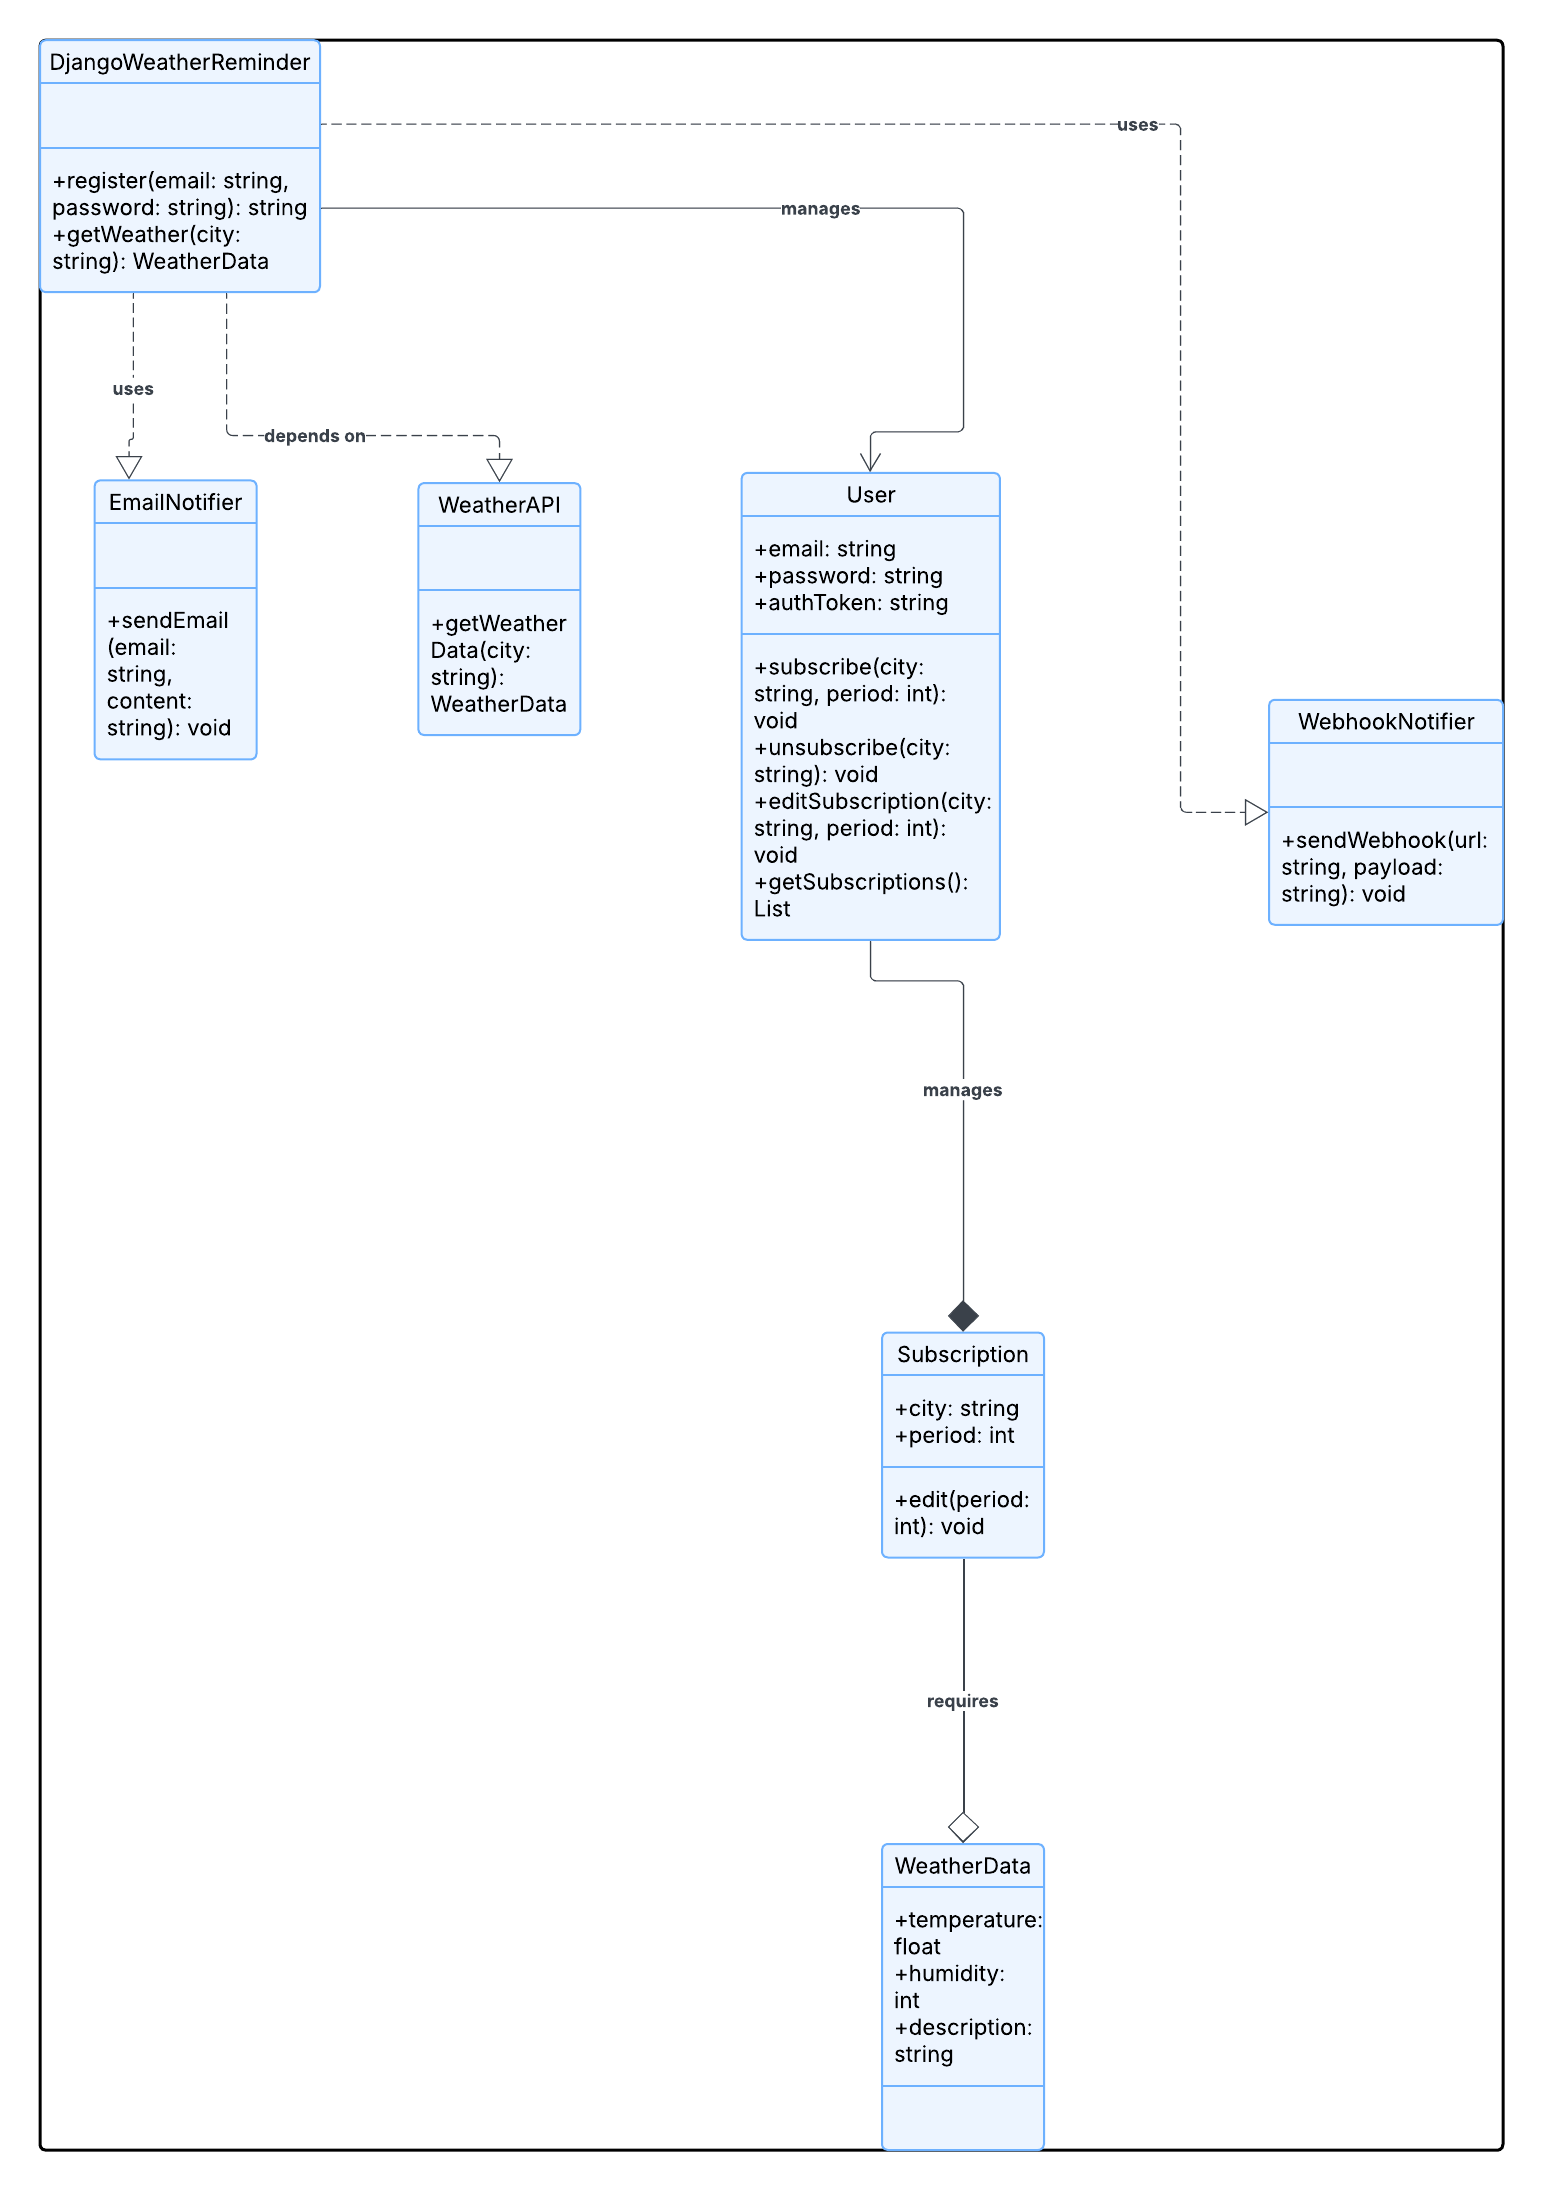 DjangoWeatherReminder
+register(email: string,
password: string): string
+getWeather(city:
string): WeatherData
uses
manages
uses
depends on
EmailNotifier
+sendEmail
(email:
string,
content:
string): void
WeatherAPI
+getWeather
Data(city:
string):
WeatherData
User
+email: string
+password: string
+authToken: string
+subscribe(city:
string, period: int):
void
+unsubscribe(city:
string): void
+editSubscription(city:
string, period: int):
void
+getSubscriptions():
List
WebhookNotifier
+sendWebhook(url:
string, payload:
string): void
manages
Subscription
+city: string
+period: int
+edit(period:
int): void
requires
WeatherData
+temperature:
float
+humidity:
int
+description:
string